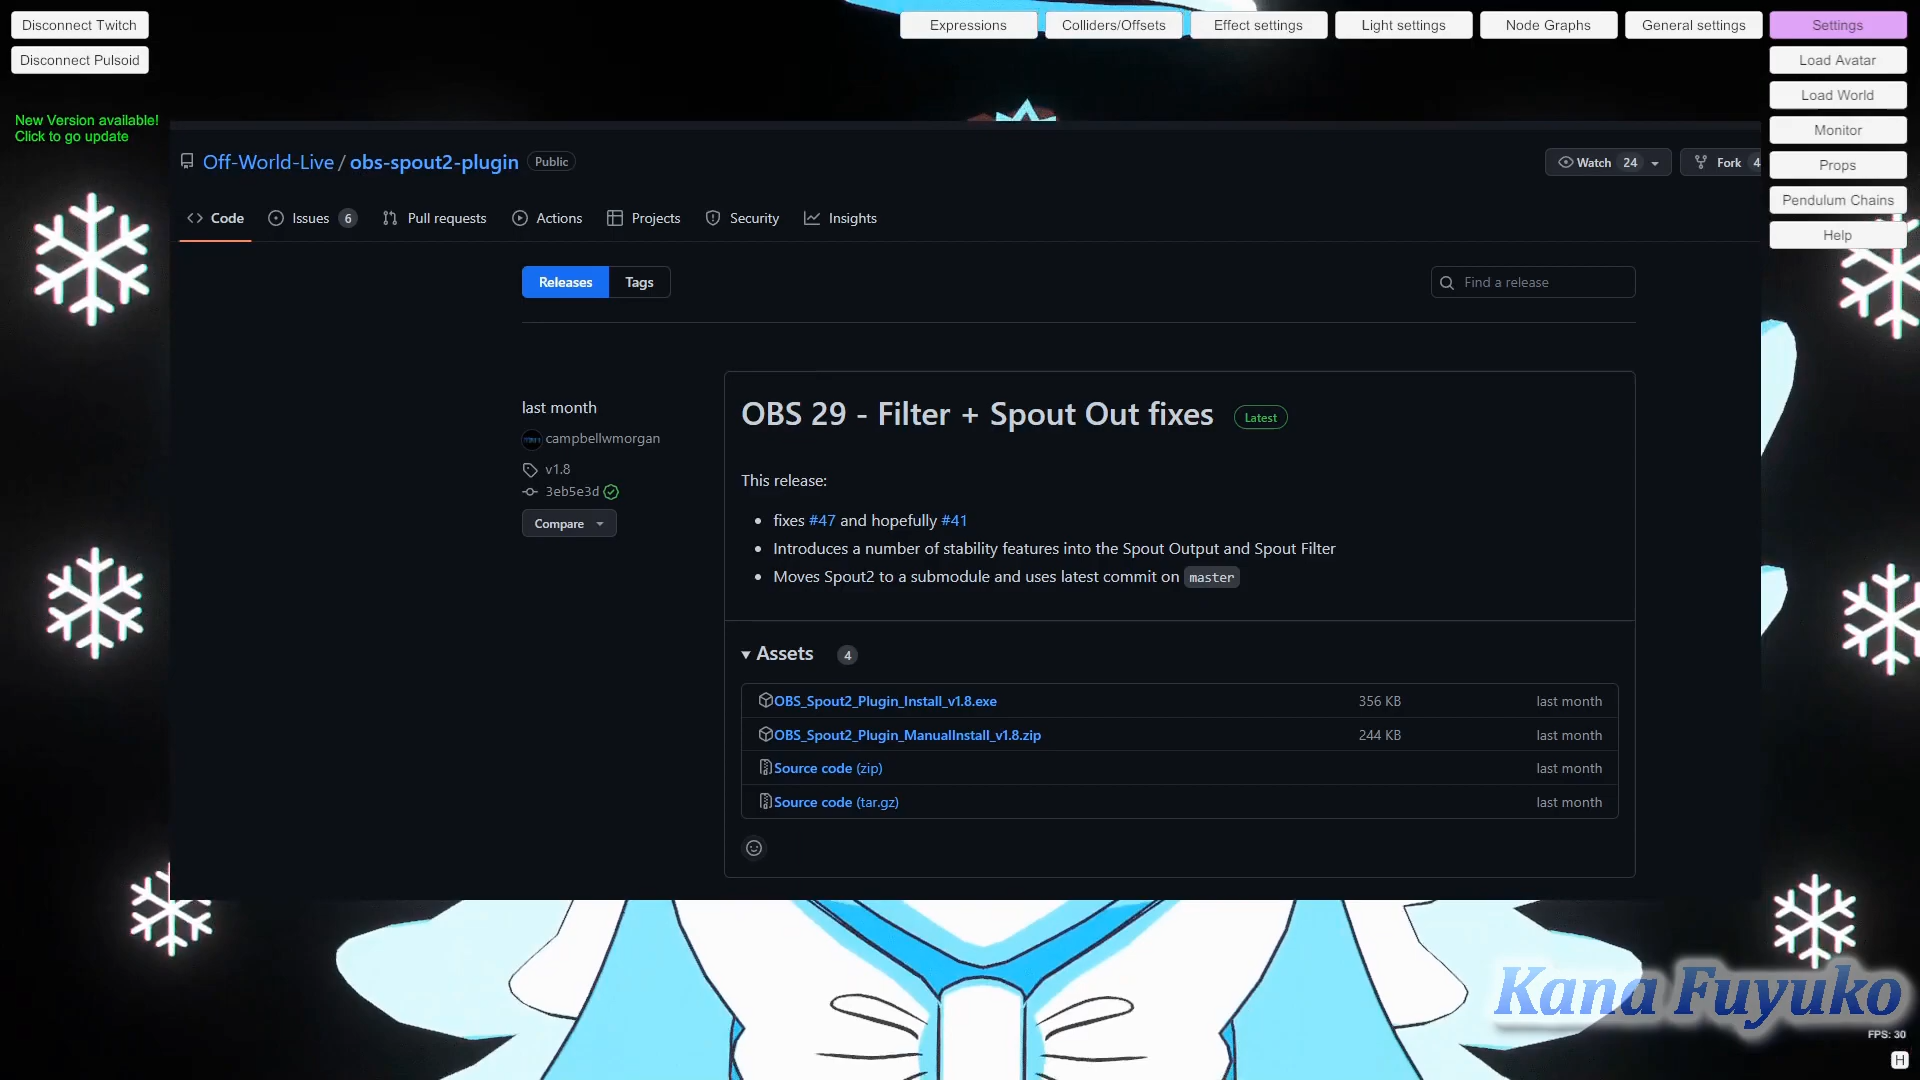 Disconnect Twitch
Disconnect Pulsoid
Expressions
Colliders/Offsets
Effect settings
Light settings
Node Graphs
General settings
Settings
Load Avatar
Load World
Monitor
Props
Pendulum Chains
Help
New Version available!
Click to go update
Off-World-Live / obs-spout2-plugin Public
Watch 24
Fork 4
Code
Issues 6
Pull requests
Actions
Projects
Security
Insights
Releases
Tags
Find a release
last month
campbellwmorgan
v1.8
3eb5e3d
Compare
OBS 29 - Filter + Spout Out fixes Latest
This release:
fixes #47 and hopefully #41
Introduces a number of stability features into the Spout Output and Spout Filter
Moves Spout2 to a submodule and uses latest commit on master
Assets 4
OBS_Spout2_Plugin_Install_v1.8.exe 356 KB last month
OBS_Spout2_Plugin_ManualInstall_v1.8.zip 244 KB last month
Source code (zip) last month
Source code (tar.gz) last month
Kana Fuyuko
FPS: 30
H